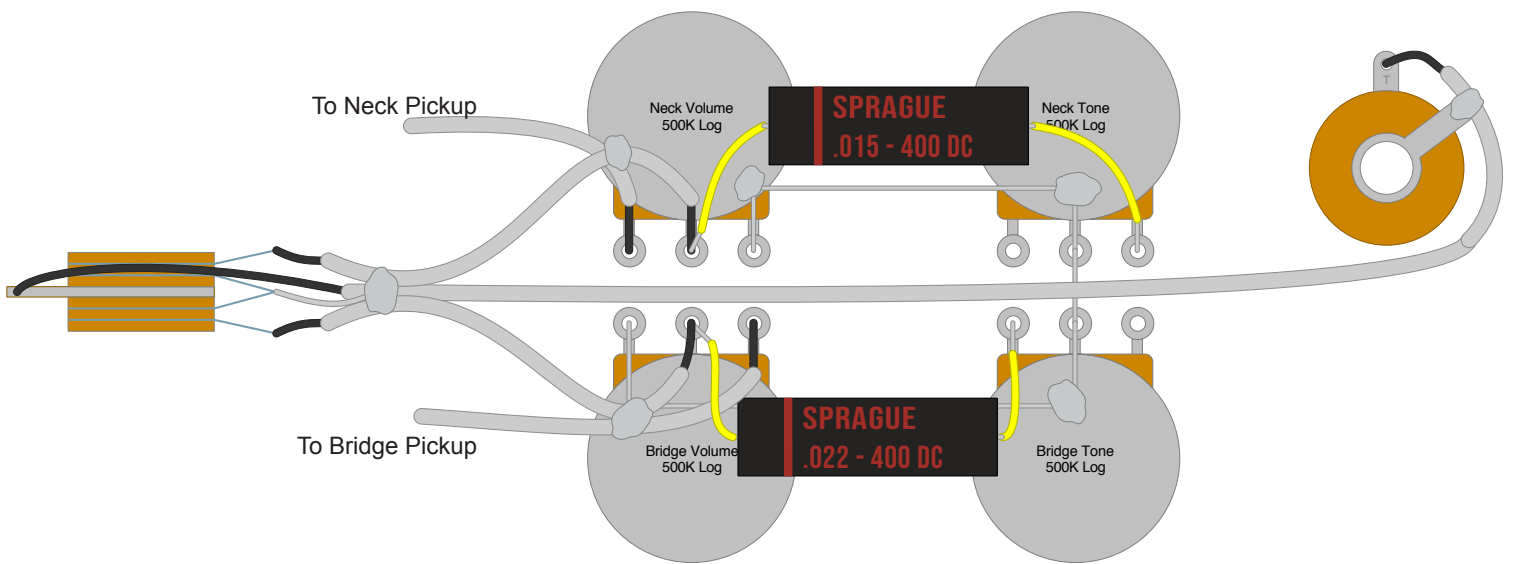 To Neck Pickup
Neck Volume
500K Log
SPRAGUE
.015 - 400 DC
Neck Tone
500K Log
T
To Bridge Pickup
Bridge Volume
500K Log
SPRAGUE
.022 - 400 DC
Bridge Tone
500K Log